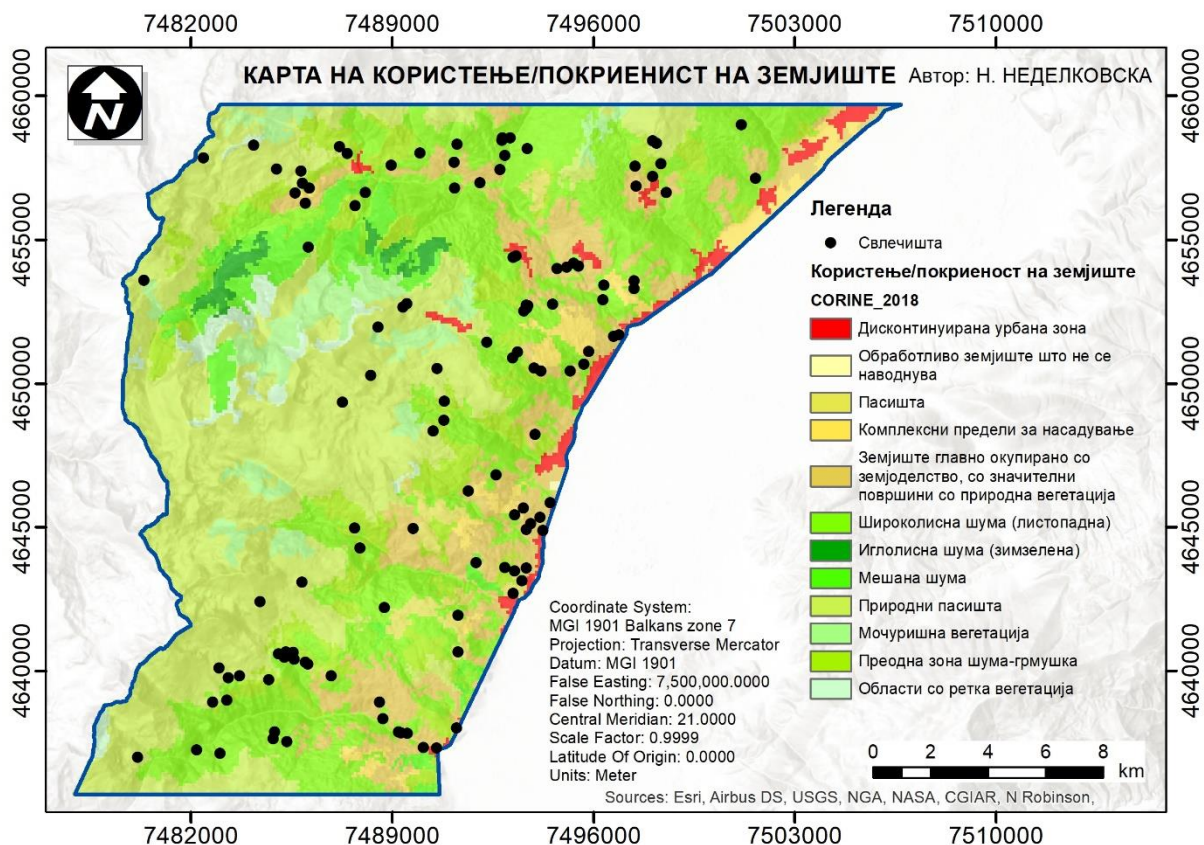 7482000 7489000 7496000 7503000 7510000
КАРТА НА КОРИСТЕЊЕ/ПОКРИЕНИСТ НА ЗЕМЈИШТЕ Автор: Н. НЕДЕЛКОВСКА
N
4660000 4660000
4655000 4655000
4650000 4650000
4645000 4645000
4640000 4640000
Легенда
Свлечишта
Користење/покриеност на земјиште
CORINE_2018
Дисконтинуирана урбана зона
Обработливо земјиште што не се
наводнува
Пасишта
Комплексни предели за насадување
Земјиште главно окупирано со
земјоделство, со значителни
површини со природна вегетација
Широколисна шума (листопадна)
Иглолисна шума (зимзелена)
Мешана шума
Природни пасишта
Мочуришна вегетација
Преодна зона шума-грмушка
Области со ретка вегетација
Coordinate System:
MGI 1901 Balkans zone 7
Projection: Transverse Mercator
Datum: MGI 1901
False Easting: 7,500,000.0000
False Northing: 0.0000
Central Meridian: 21.0000
Scale Factor: 0.9999
Latitude Of Origin: 0.0000
Units: Meter
0 2 4 6 8
km
Sources: Esri, Airbus DS, USGS, NGA, NASA, CGIAR, N Robinson,
7482000 7489000 7496000 7503000 7510000